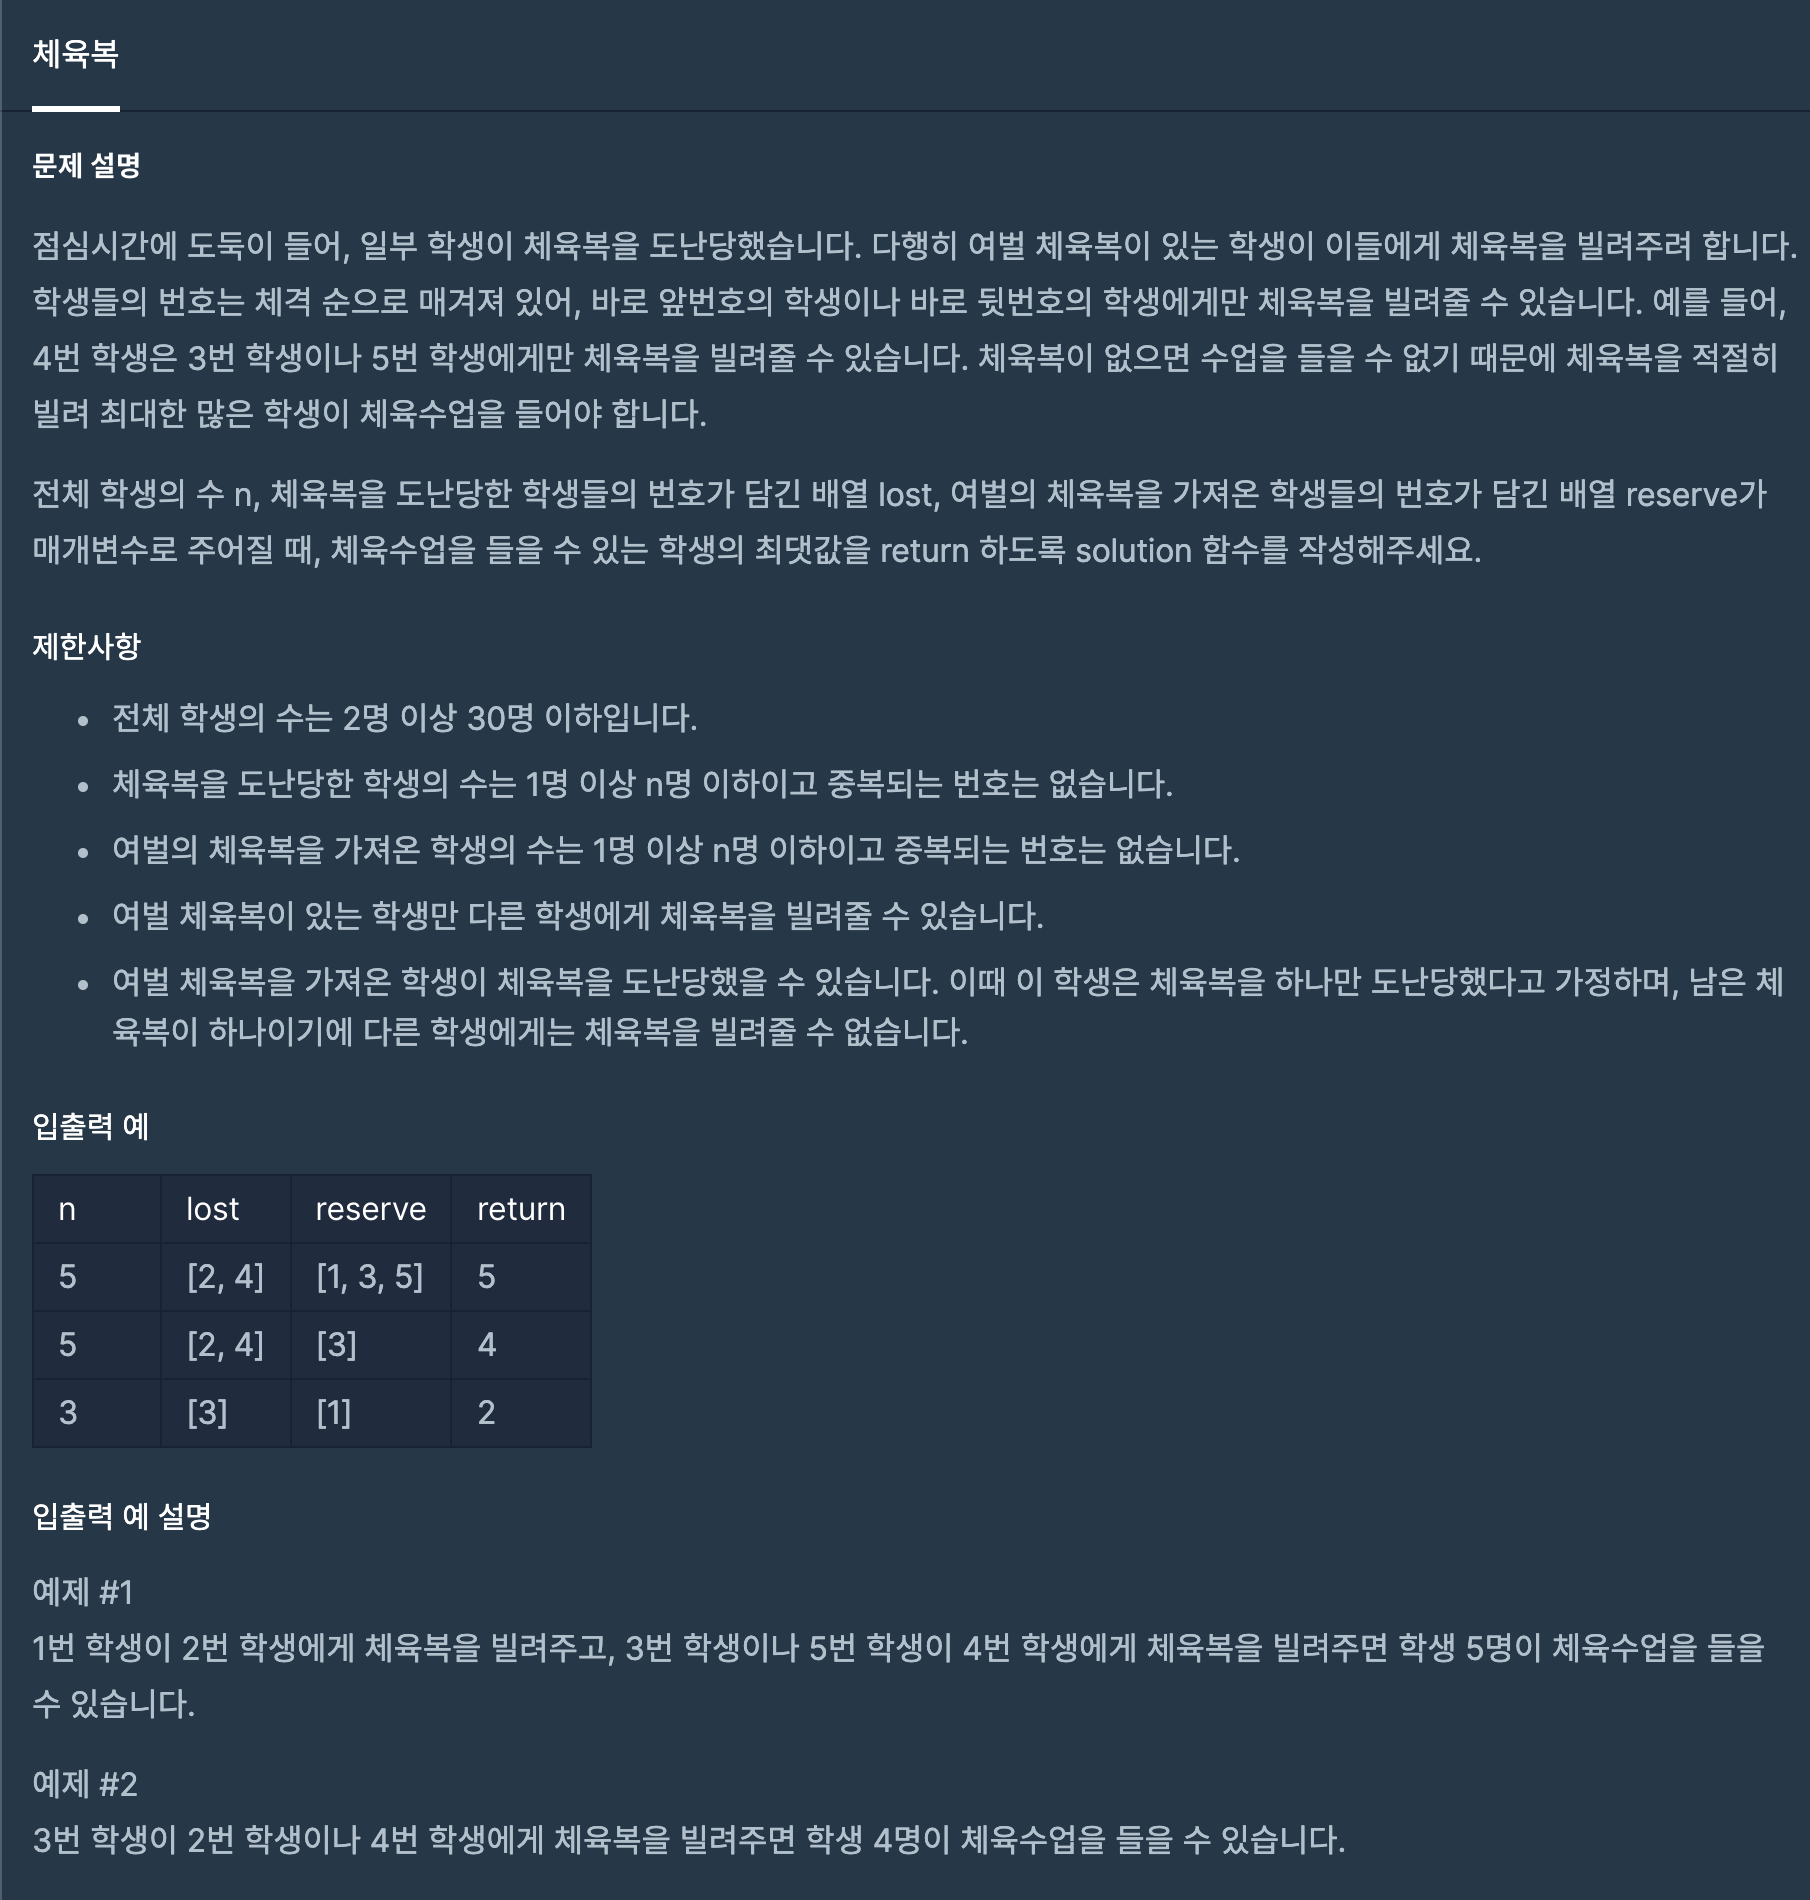 체육복
문제 설명
점심시간에 도둑이 들어, 일부 학생이 체육복을 도난당했습니다. 다행히 여벌 체육복이 있는 학생이 이들에게 체육복을 빌려주려 합니다.
학생들의 번호는 체격 순으로 매겨져 있어, 바로 앞번호의 학생이나 바로 뒷번호의 학생에게만 체육복을 빌려줄 수 있습니다. 예를 들어,
4번 학생은 3번 학생이나 5번 학생에게만 체육복을 빌려줄 수 있습니다. 체육복이 없으면 수업을 들을 수 없기 때문에 체육복을 적절히
빌려 최대한 많은 학생이 체육수업을 들어야 합니다.
전체 학생의 수 n, 체육복을 도난당한 학생들의 번호가 담긴 배열 lost, 여벌의 체육복을 가져온 학생들의 번호가 담긴 배열 reserve가
매개변수로 주어질 때, 체육수업을 들을 수 있는 학생의 최댓값을 return 하도록 solution 함수를 작성해주세요.
제한사항
• 전체 학생의 수는 2명 이상 30명 이하입니다.
• 체육복을 도난당한 학생의 수는 1명 이상 n명 이하이고 중복되는 번호는 없습니다.
• 여벌의 체육복을 가져온 학생의 수는 1명 이상 n명 이하이고 중복되는 번호는 없습니다.
• 여벌 체육복이 있는 학생만 다른 학생에게 체육복을 빌려줄 수 있습니다.
• 여벌 체육복을 가져온 학생이 체육복을 도난당했을 수 있습니다. 이때 이 학생은 체육복을 하나만 도난당했다고 가정하며, 남은 체
육복이 하나이기에 다른 학생에게는 체육복을 빌려줄 수 없습니다.
입출력 예
n lost reserve return
5 [2, 4] [1, 3, 5] 5
5 [2, 4] [3] 4
3 [3] [1] 2
입출력 예 설명
예제 #1
1번 학생이 2번 학생에게 체육복을 빌려주고, 3번 학생이나 5번 학생이 4번 학생에게 체육복을 빌려주면 학생 5명이 체육수업을 들을
수 있습니다.
예제 #2
3번 학생이 2번 학생이나 4번 학생에게 체육복을 빌려주면 학생 4명이 체육수업을 들을 수 있습니다.